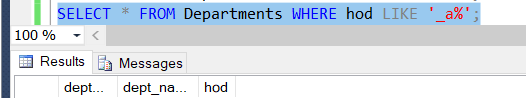 SELECT * FROM Departments WHERE hod LIKE '_a%';
100 %
Results Messages
dept... dept_na... hod